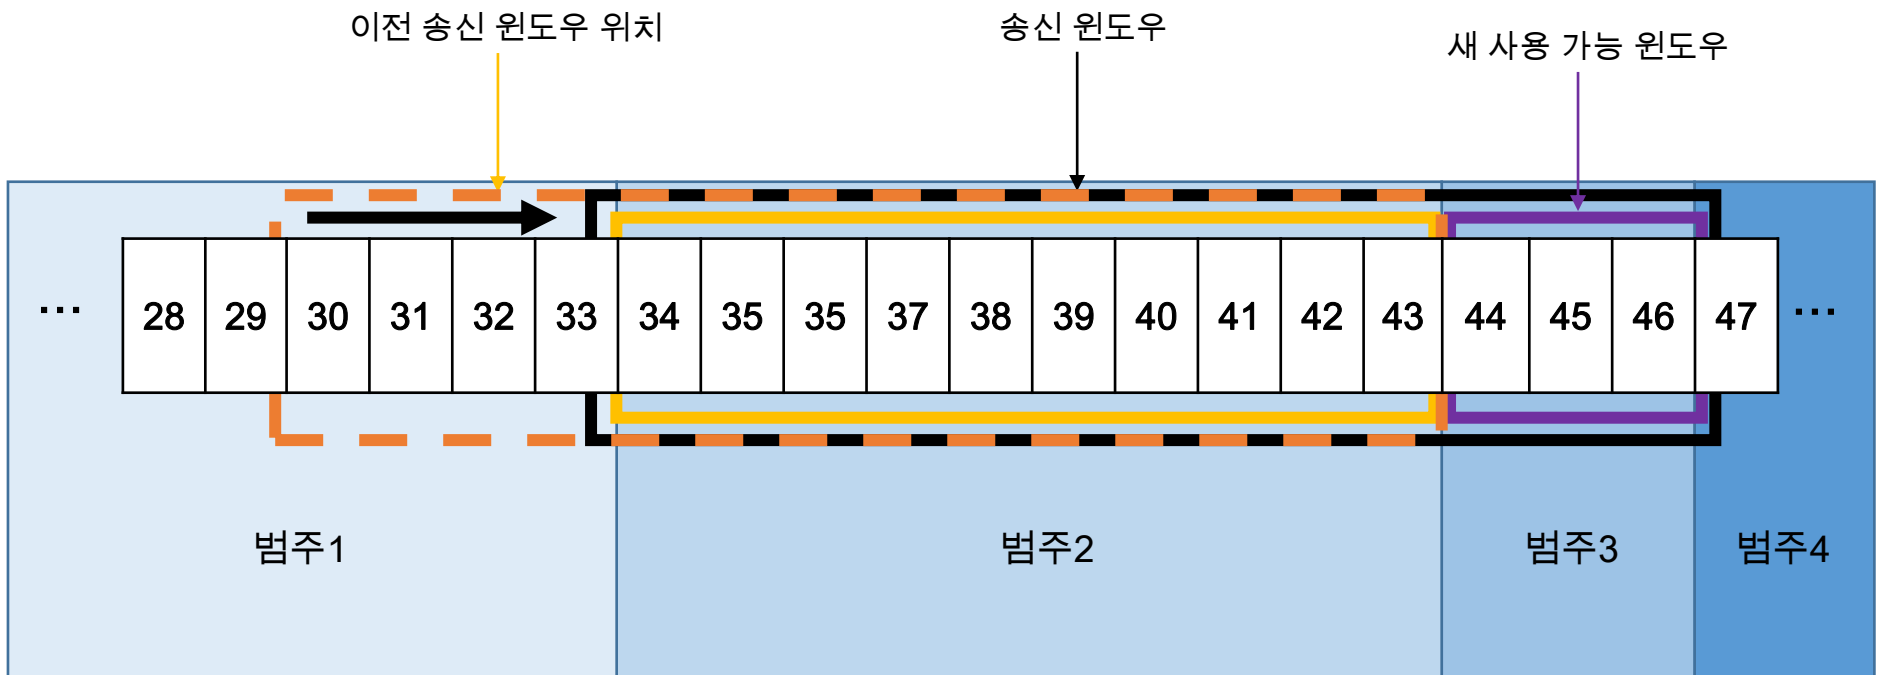 이전 송신 윈도우 위치
송신 윈도우
새 사용 가능 윈도우
... 28 29 30 31 32 33 34 35 35 37 38 39 40 41 42 43 44 45 46 47 ...
범주1
범주2
범주3
범주4